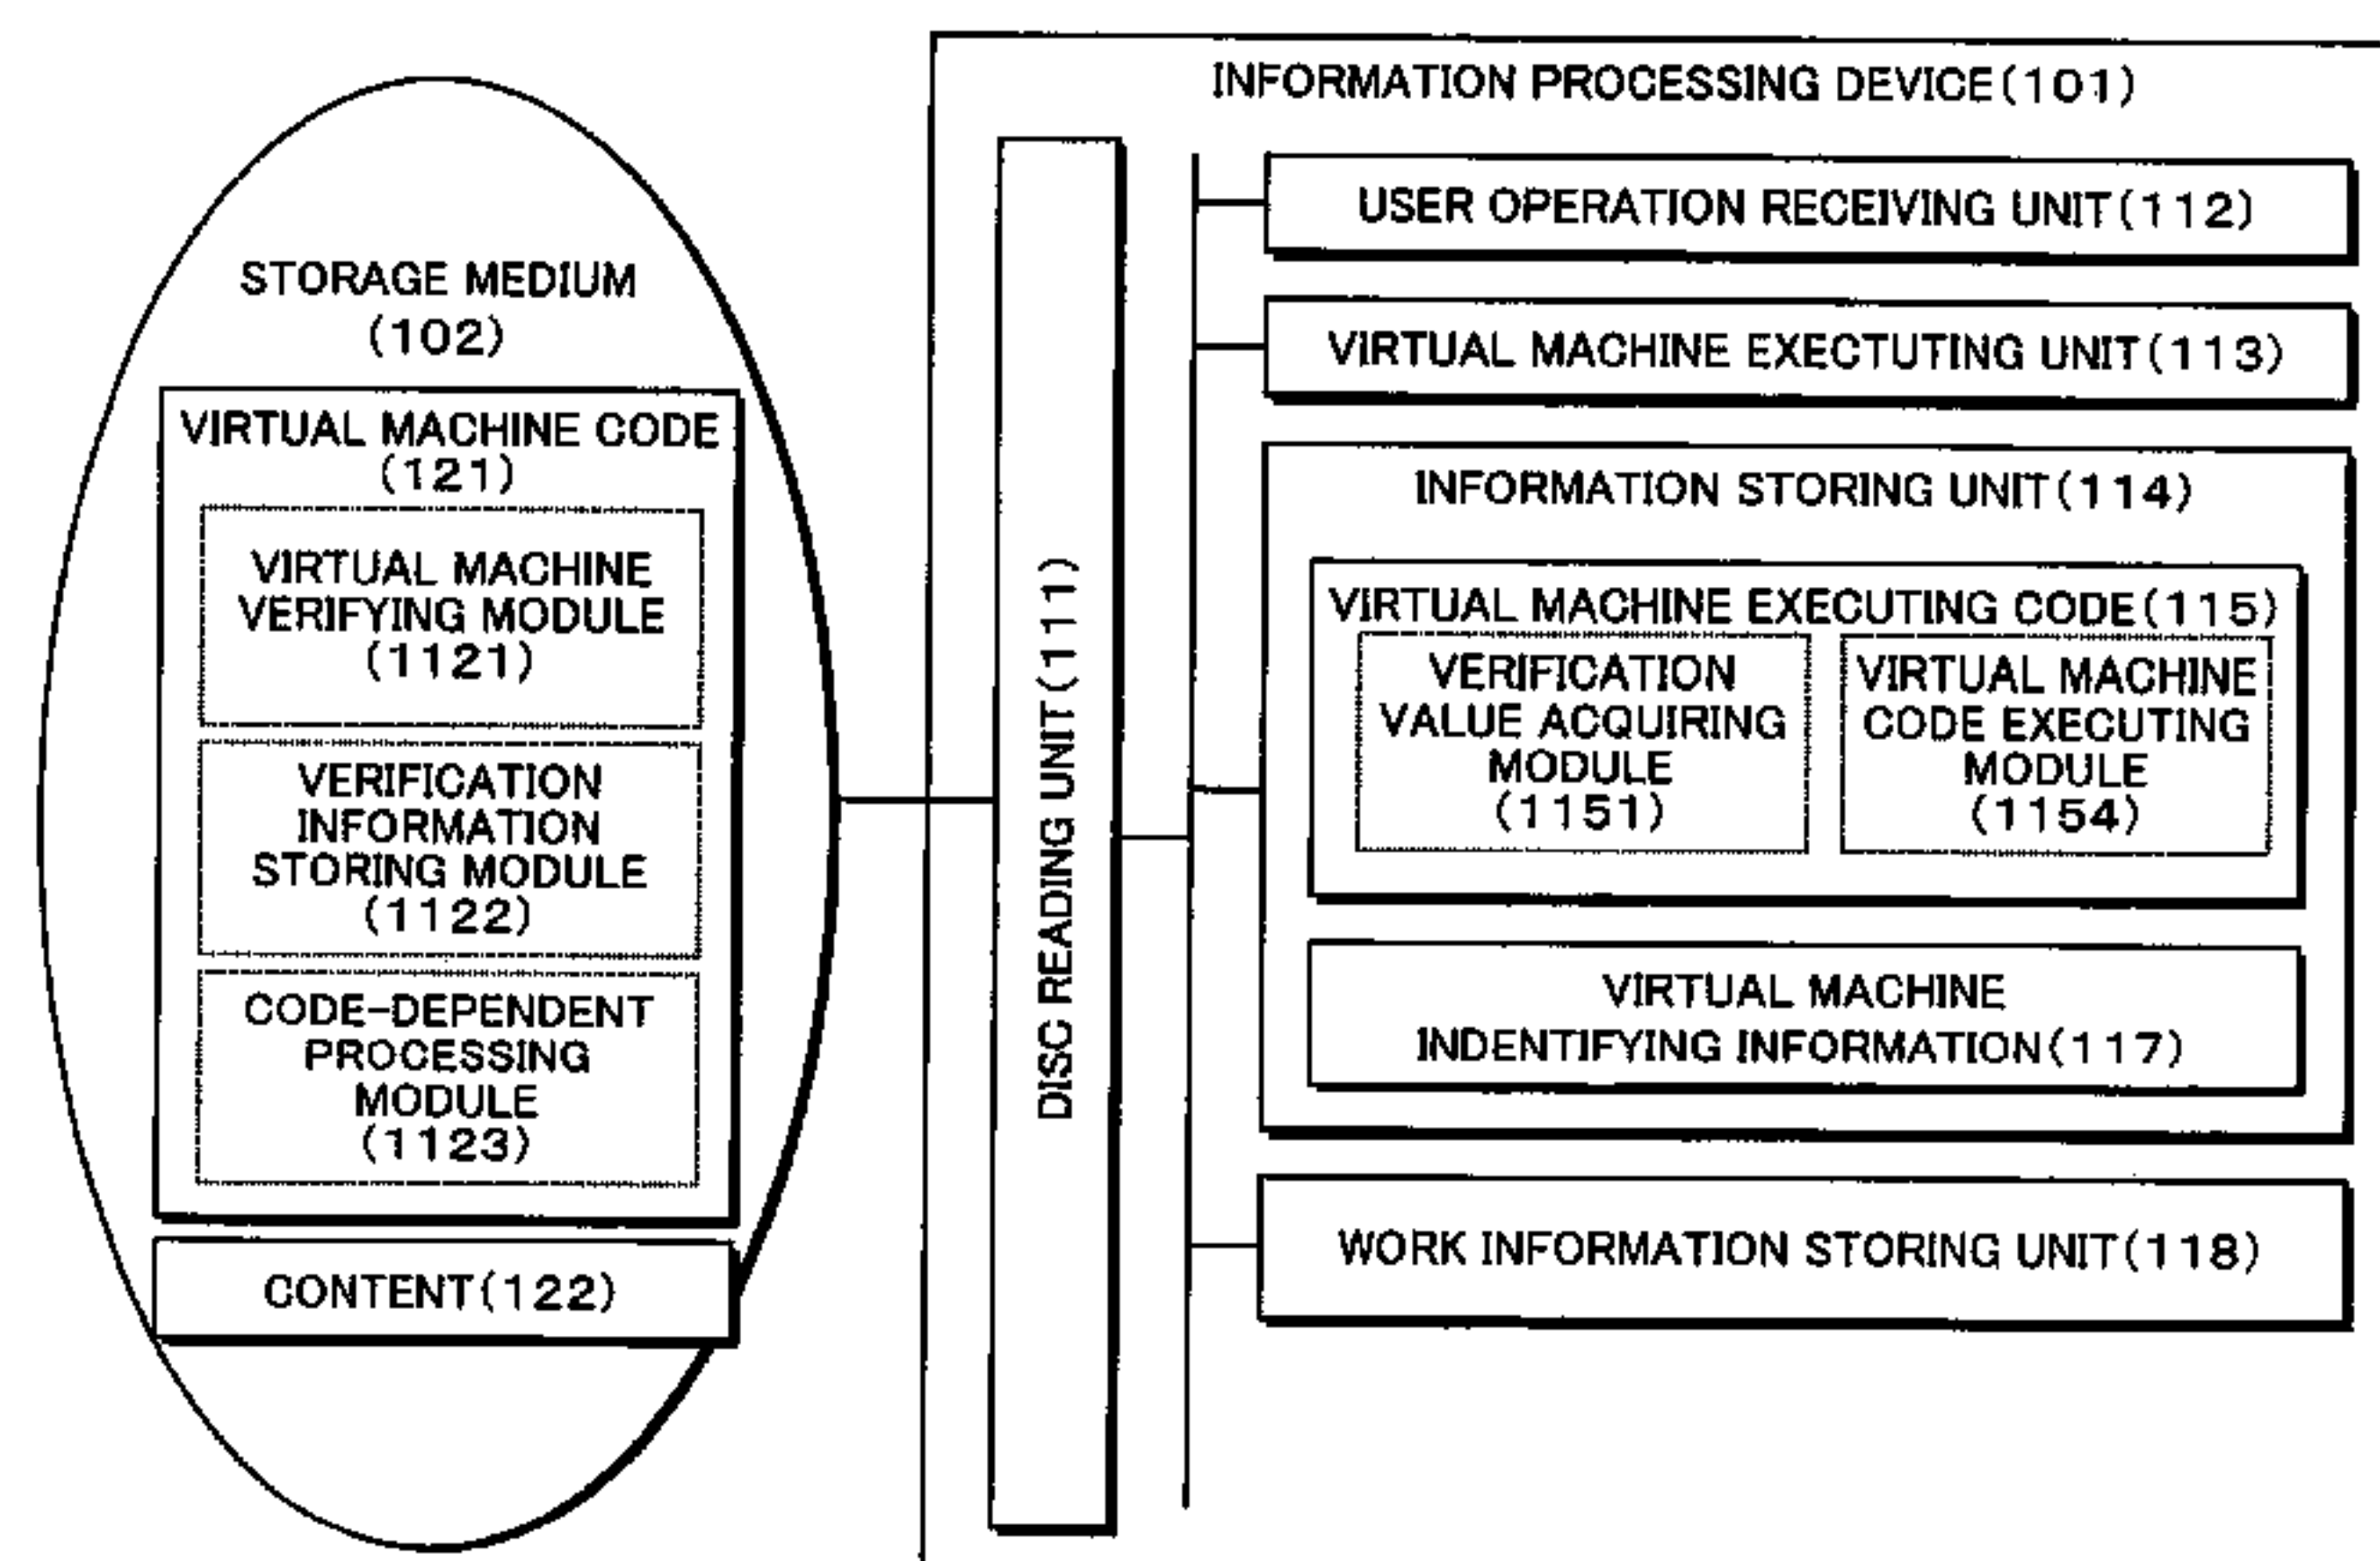 STORAGE MEDIUM
(102)
VIRTUAL MACHINE CODE
(121)
VIRTUAL MACHINE
VERIFYING MODULE
(1121)
VERIFICATION
INFORMATION
STORING MODULE
(1122)
CODE-DEPENDENT
PROCESSING
MODULE
(1123)
CONTENT(122)
INFORMATION PROCESSING DEVICE(101)
DISC READING UNIT(111)
USER OPERATION RECEIVING UNIT(112)
VIRTUAL MACHINE EXECTUTING UNIT(113)
INFORMATION STORING UNIT(114)
VIRTUAL MACHINE EXECUTING CODE(115)
VERIFICATION
VALUE ACQUIRING
MODULE
(1151)
VIRTUAL MACHINE
CODE EXECUTING
MODULE
(1154)
VIRTUAL MACHINE
INDENTIFYING INFORMATION(117)
WORK INFORMATION STORING UNIT(118)